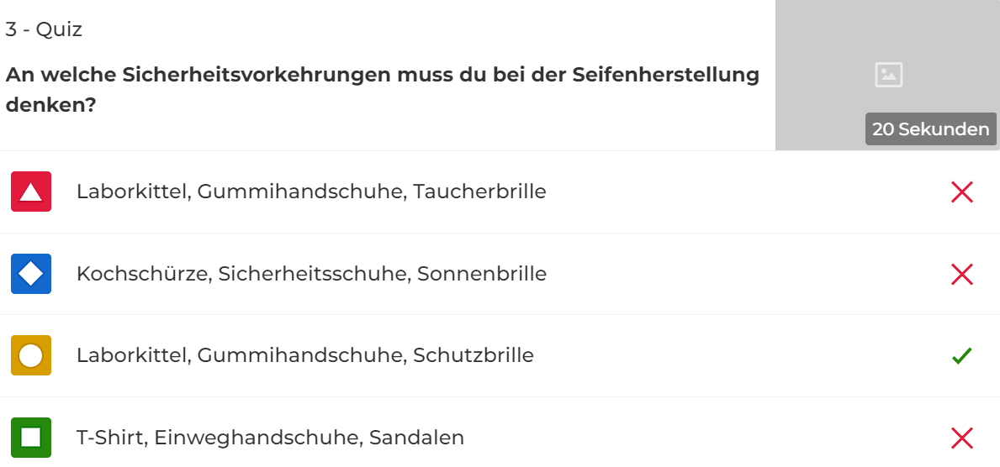 3 - Quiz
An welche Sicherheitsvorkehrungen muss du bei der Seifenherstellung
denken?
20 Sekunden
Laborkittel, Gummihandschuhe, Taucherbrille
Kochschürze, Sicherheitsschuhe, Sonnenbrille
Laborkittel, Gummihandschuhe, Schutzbrille
T-Shirt, Einweghandschuhe, Sandalen